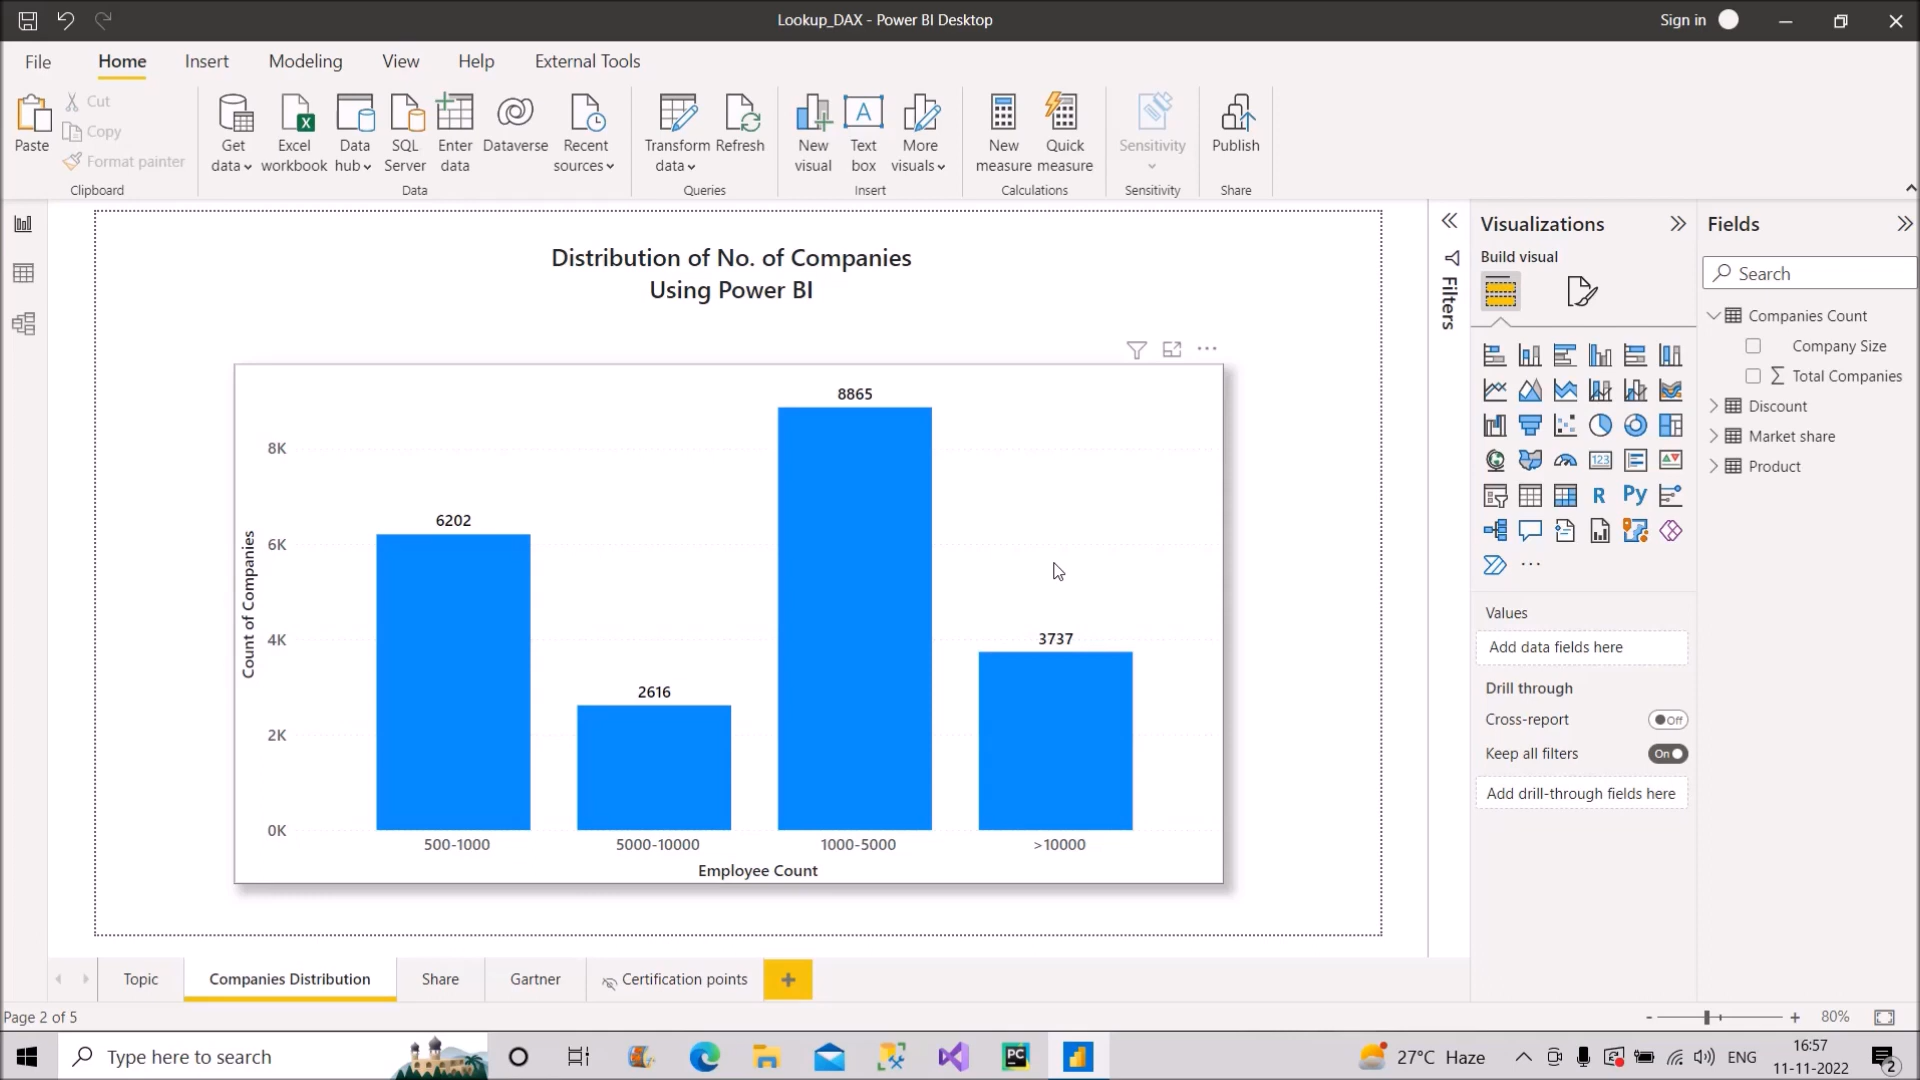 Lookup_DAX - Power BI Desktop
Sign in
File
Home
Insert
Modeling
View
Help
External Tools
Paste
Cut
Copy
Format painter
Clipboard
Get data
Excel workbook
Data hub
SQL Server
Enter data
Dataverse
Recent sources
Data
Transform data
Refresh
Queries
New visual
Text box
More visuals
Insert
New measure
Quick measure
Calculations
Sensitivity
Sensitivity
Publish
Share
Distribution of No. of Companies
Using Power BI
Count of Companies
8K
6K
4K
2K
0K
6202
2616
8865
3737
500-1000
5000-10000
1000-5000
>10000
Employee Count
Filters
Visualizations
Build visual
123
R
Py
Values
Add data fields here
Drill through
Cross-report
Off
Keep all filters
On
Add drill-through fields here
Fields
Search
Companies Count
Company Size
Total Companies
Discount
Market share
Product
Topic
Companies Distribution
Share
Gartner
Certification points
+
Page 2 of 5
- + 80%
Type here to search
PC
27°C Haze
ENG
16:57
11-11-2022
2